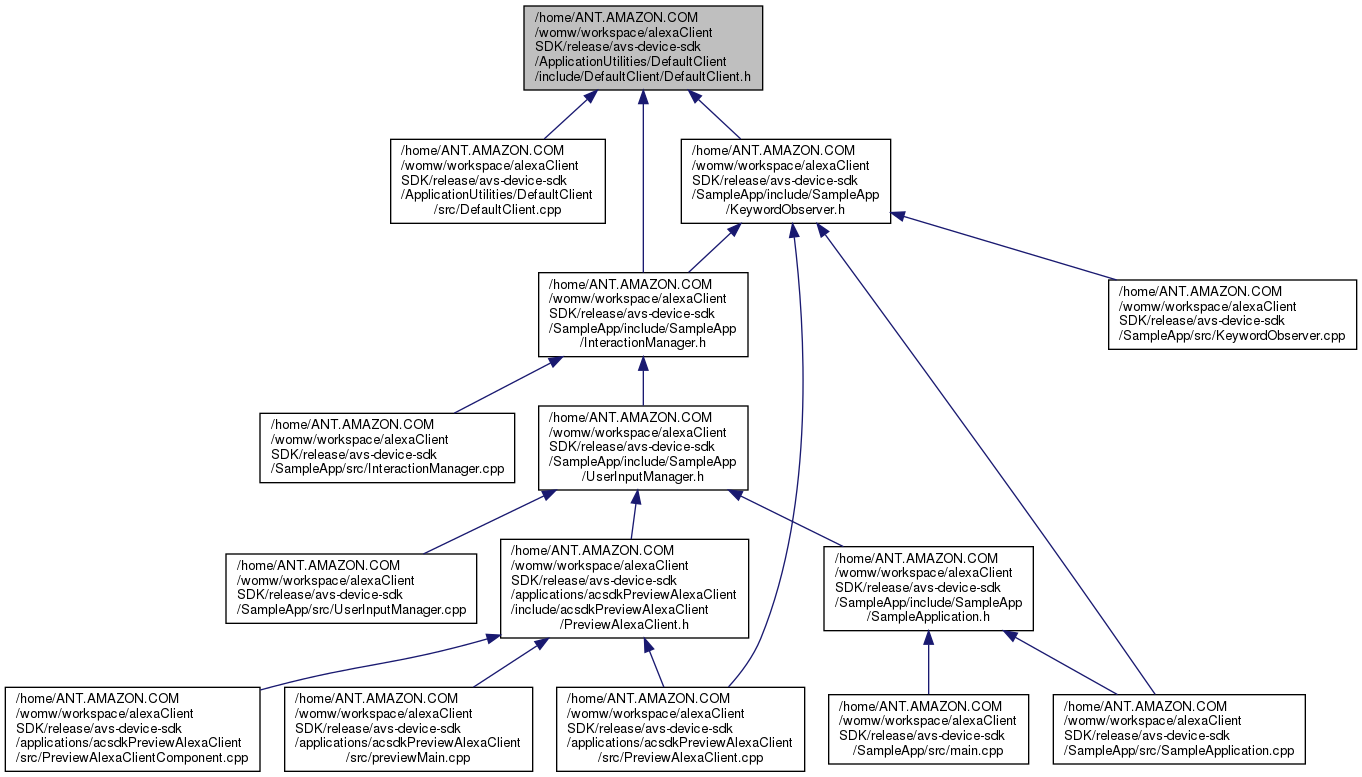 /home/ANT.AMAZON.COM
/womw/workspace/alexaClient
SDK/release/avs-device-sdk
/ApplicationUtilities/DefaultClient
/include/DefaultClient/DefaultClient.h
/home/ANT.AMAZON.COM
/womw/workspace/alexaClient
SDK/release/avs-device-sdk
/ApplicationUtilities/DefaultClient
/src/DefaultClient.cpp
/home/ANT.AMAZON.COM
/womw/workspace/alexaClient
SDK/release/avs-device-sdk
/SampleApp/include/SampleApp
/KeywordObserver.h
/home/ANT.AMAZON.COM
/womw/workspace/alexaClient
SDK/release/avs-device-sdk
/SampleApp/include/SampleApp
/InteractionManager.h
/home/ANT.AMAZON.COM
/womw/workspace/alexaClient
SDK/release/avs-device-sdk
/SampleApp/src/KeywordObserver.cpp
/home/ANT.AMAZON.COM
/womw/workspace/alexaClient
SDK/release/avs-device-sdk
/SampleApp/src/InteractionManager.cpp
/home/ANT.AMAZON.COM
/womw/workspace/alexaClient
SDK/release/avs-device-sdk
/SampleApp/include/SampleApp
/UserInputManager.h
/home/ANT.AMAZON.COM
/womw/workspace/alexaClient
SDK/release/avs-device-sdk
/SampleApp/src/UserInputManager.cpp
/home/ANT.AMAZON.COM
/womw/workspace/alexaClient
SDK/release/avs-device-sdk
/applications/acsdkPreviewAlexaClient
/include/acsdkPreviewAlexaClient
/PreviewAlexaClient.h
/home/ANT.AMAZON.COM
/womw/workspace/alexaClient
SDK/release/avs-device-sdk
/SampleApp/include/SampleApp
/SampleApplication.h
/home/ANT.AMAZON.COM
/womw/workspace/alexaClient
SDK/release/avs-device-sdk
/applications/acsdkPreviewAlexaClient
/src/PreviewAlexaClientComponent.cpp
/home/ANT.AMAZON.COM
/womw/workspace/alexaClient
SDK/release/avs-device-sdk
/applications/acsdkPreviewAlexaClient
/src/previewMain.cpp
/home/ANT.AMAZON.COM
/womw/workspace/alexaClient
SDK/release/avs-device-sdk
/applications/acsdkPreviewAlexaClient
/src/PreviewAlexaClient.cpp
/home/ANT.AMAZON.COM
/womw/workspace/alexaClient
SDK/release/avs-device-sdk
/SampleApp/src/main.cpp
/home/ANT.AMAZON.COM
/womw/workspace/alexaClient
SDK/release/avs-device-sdk
/SampleApp/src/SampleApplication.cpp